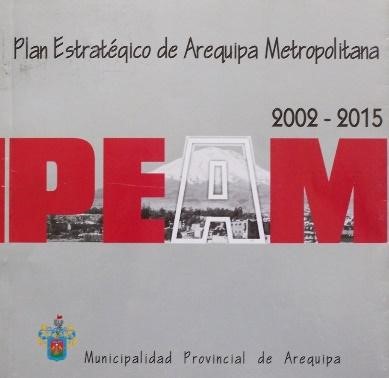 Plan Estratégico de Arequipa Metropolitana
2002 - 2015
PEAM
Municipalidad Provincial de Arequipa